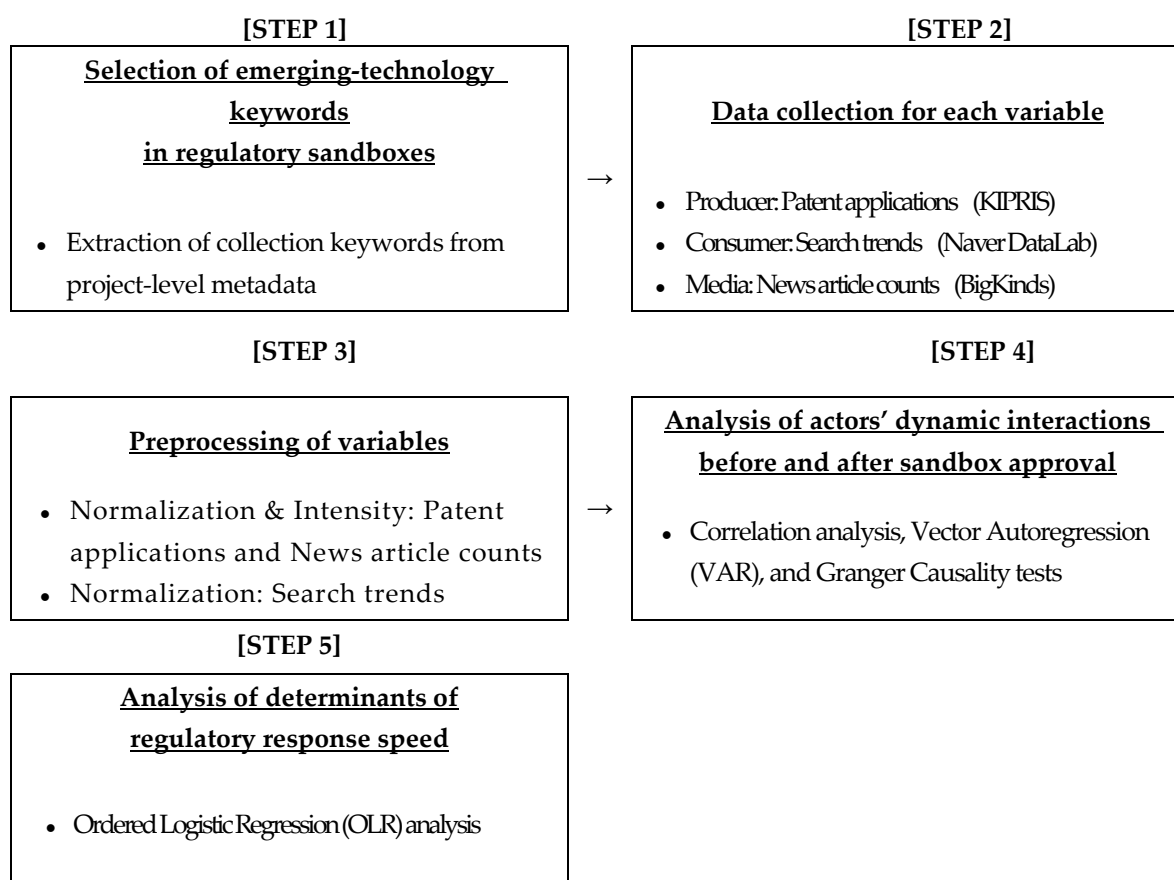 [STEP 1]
Selection of emerging-technology
keywords
in regulatory sandboxes
• Extraction of collection keywords from
project-level metadata
→
[STEP 2]
Data collection for each variable
• Producer: Patent applications (KIPRIS)
• Consumer: Search trends (Naver DataLab)
• Media: News article counts (BigKinds)
[STEP 3]
Preprocessing of variables
• Normalization & Intensity: Patent
applications and News article counts
• Normalization: Search trends
→
[STEP 4]
Analysis of actors’ dynamic interactions
before and after sandbox approval
• Correlation analysis, Vector Autoregression
(VAR), and Granger Causality tests
[STEP 5]
Analysis of determinants of
regulatory response speed
• Ordered Logistic Regression (OLR) analysis